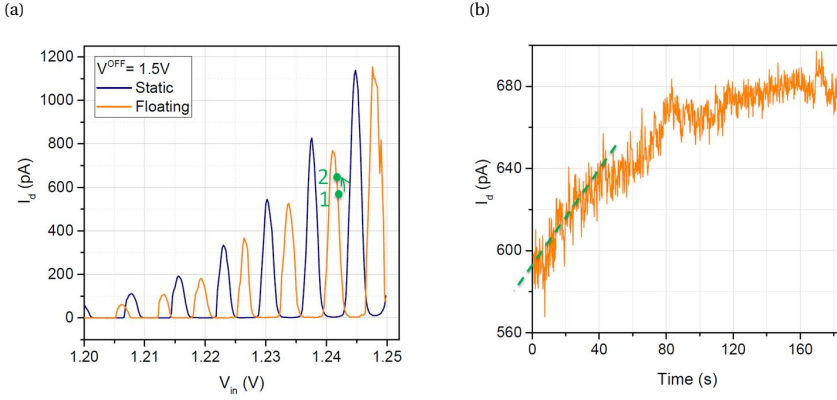 (a)
(b)
V^OFF= 1.5V
Static
Floating
1200
1000
800
600
400
200
0
I_d (pA)
2
1
1.20 1.21 1.22 1.23 1.24 1.25
V_in (V)
680
640
600
560
I_d (pA)
0 40 80 120 160
Time (s)